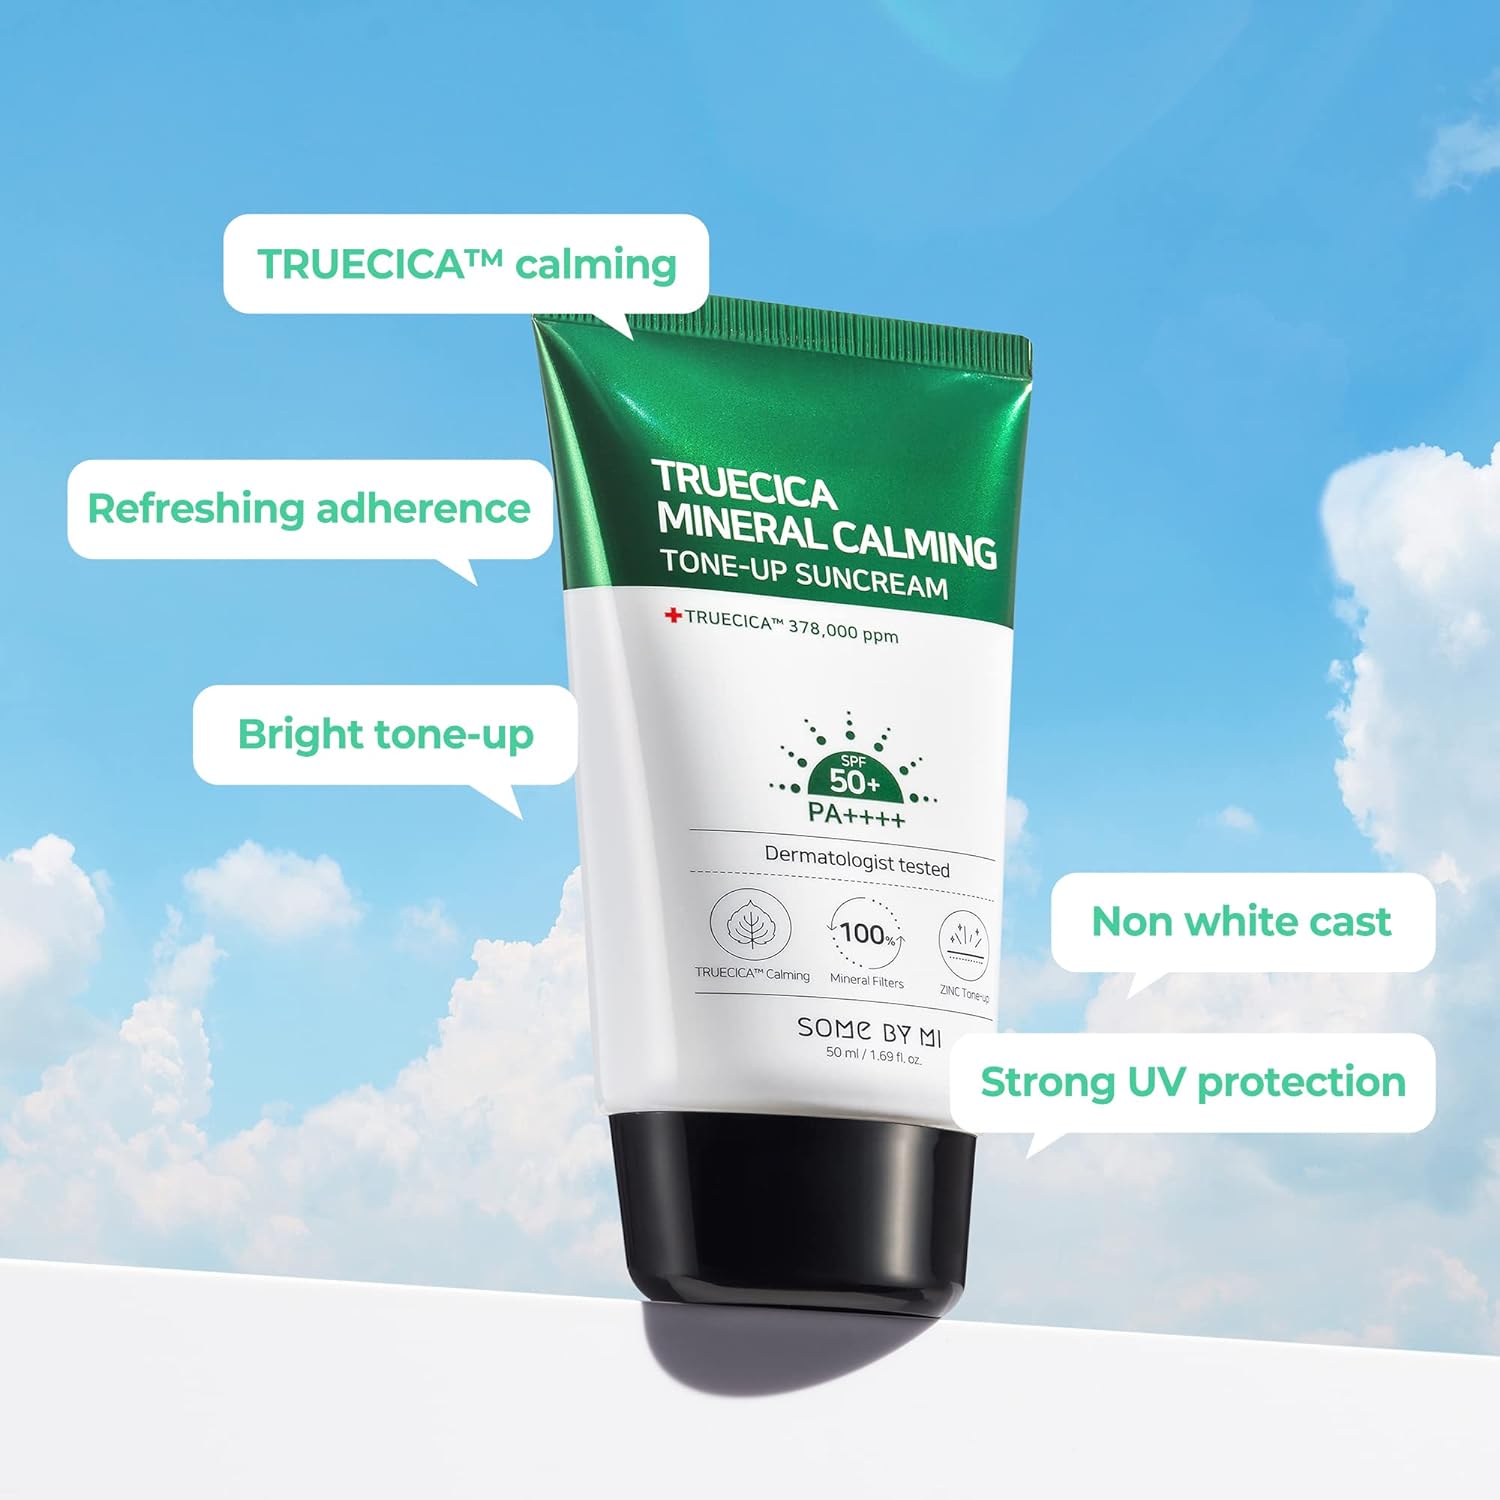 TRUECICA™ calming
Refreshing adherence
Bright tone-up
TRUECICA
MINERAL CALMING
TONE-UP SUNCREAM
+TRUECICA™ 378,000 ppm
SPF
50+
PA++++
Dermatologist tested
TRUECICA™ Calming
100%
Mineral Filters
ZINC Tone-up
SOME BY MI
50 ml / 1.69 fl. oz.
Non white cast
Strong UV protection